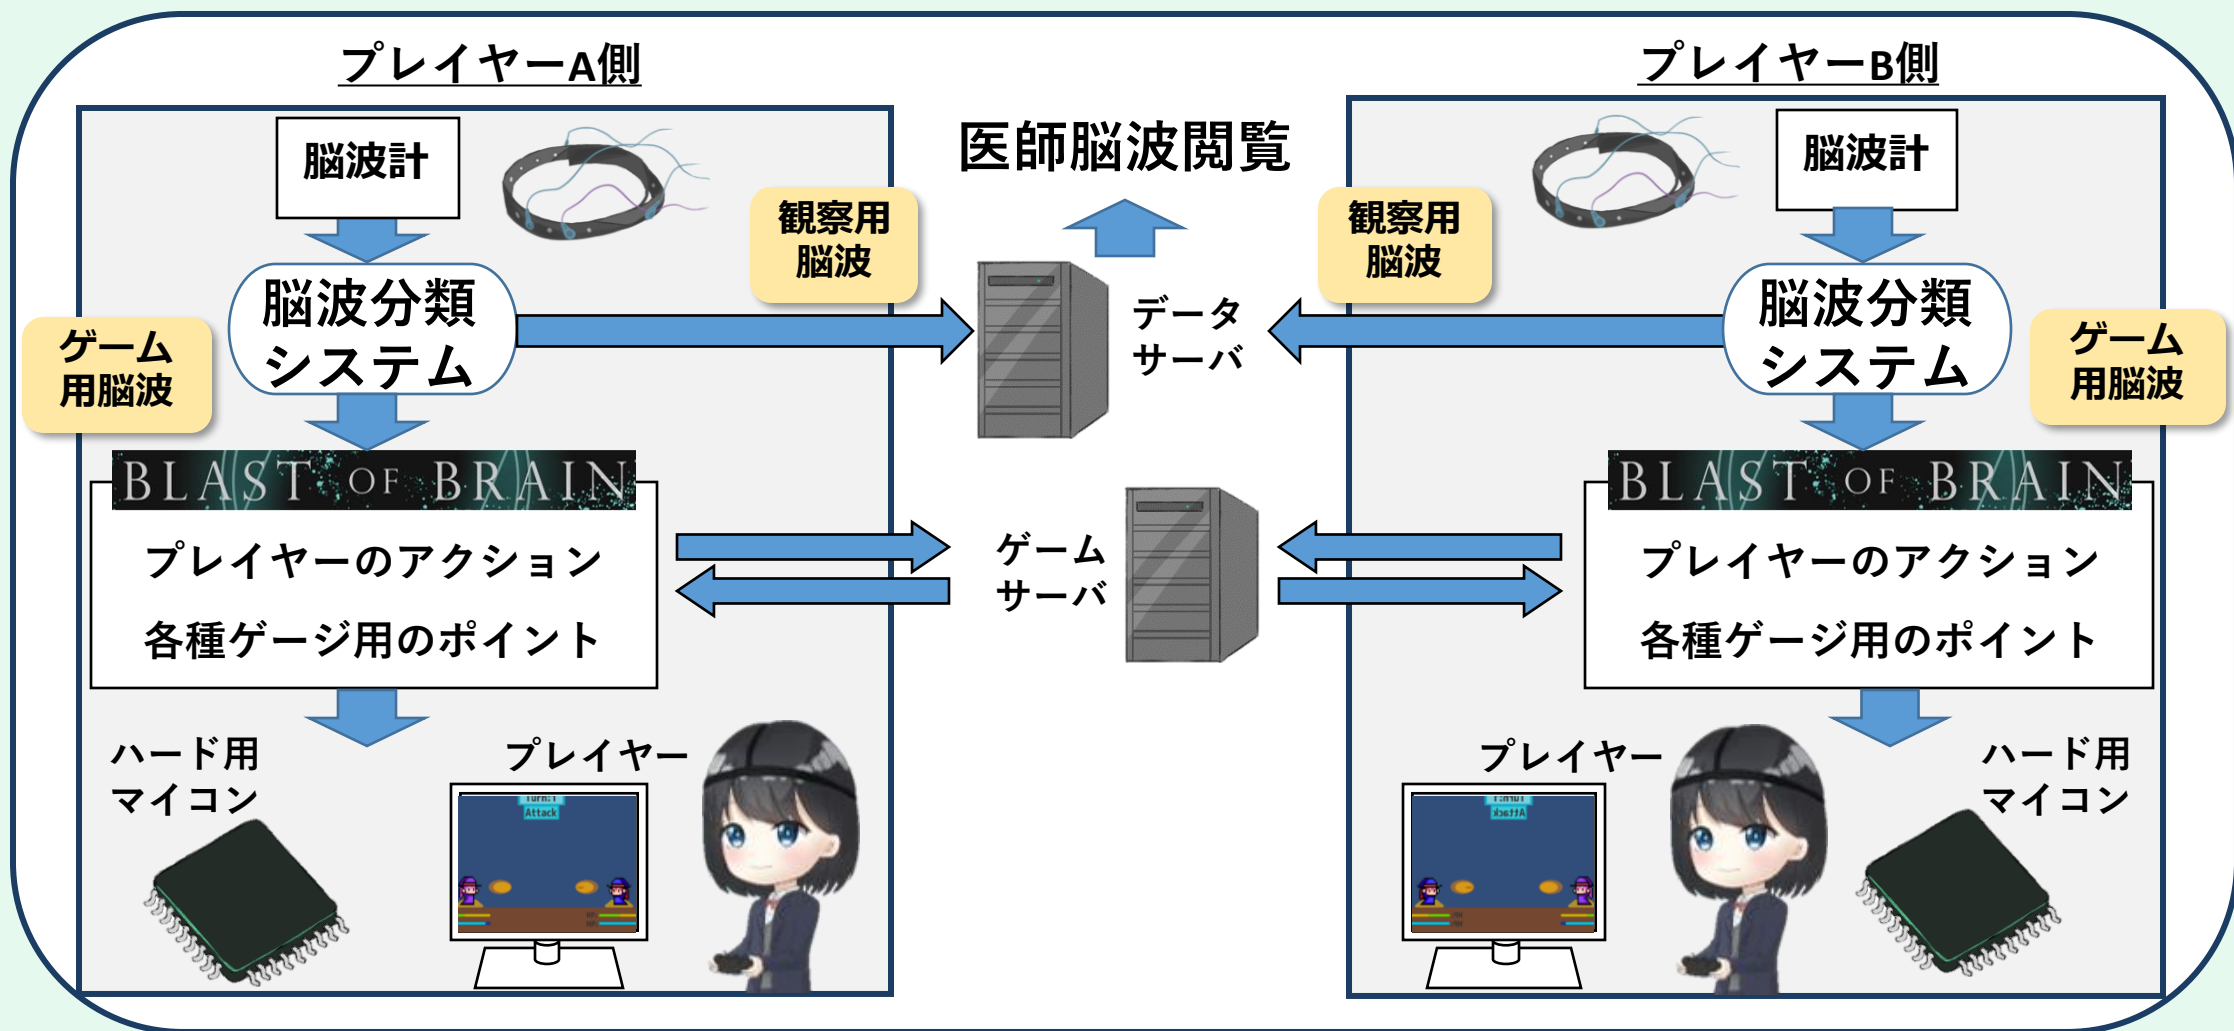 プレイヤーA側
脳波計
観察用
脳波
脳波分類
システム
ゲーム
用脳波
BLAST OF BRAIN
プレイヤーのアクション
各種ゲージ用のポイント
ハード用
マイコン
プレイヤー
Turn:1
Attack
医師脳波閲覧
データ
サーバ
ゲーム
サーバ
プレイヤーB側
脳波計
観察用
脳波
脳波分類
システム
ゲーム
用脳波
BLAST OF BRAIN
プレイヤーのアクション
各種ゲージ用のポイント
プレイヤー
Turn:1
Attack
ハード用
マイコン